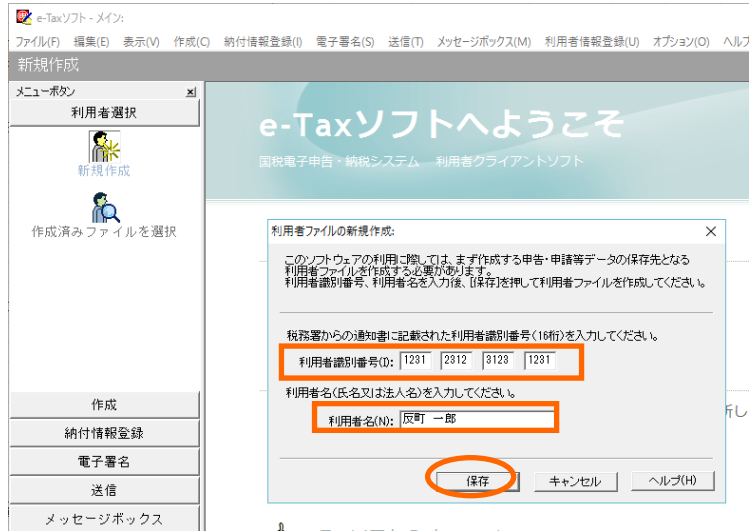 e-Taxソフト - メイン:
ファイル(F) 編集(E) 表示(V) 作成(C) 納付情報登録(I) 電子署名(S) 送信(T) メッセージボックス(M) 利用者情報登録(U) オプション(O) ヘルプ
新規作成
メニューボタン x
利用者選択
新規作成
作成済みファイルを選択
e-Taxソフトへようこそ
国税電子申告・納税システム 利用者クライアントソフト
利用者ファイルの新規作成:
このソフトウェアの利用に際しては、まず作成する申告・申請等データの保存先となる
利用者ファイルを作成する必要があります。
利用者識別番号、利用者名を入力後、[保存]を押して利用者ファイルを作成してください。
税務署からの通知書に記載された利用者識別番号(16桁)を入力してください。
利用者識別番号(I): 1231 2312 3123 1231
利用者名(氏名又は法人名)を入力してください。
利用者名(N): 反町 一郎
保存 キャンセル ヘルプ(H)
新し
作成
納付情報登録
電子署名
送信
メッセージボックス